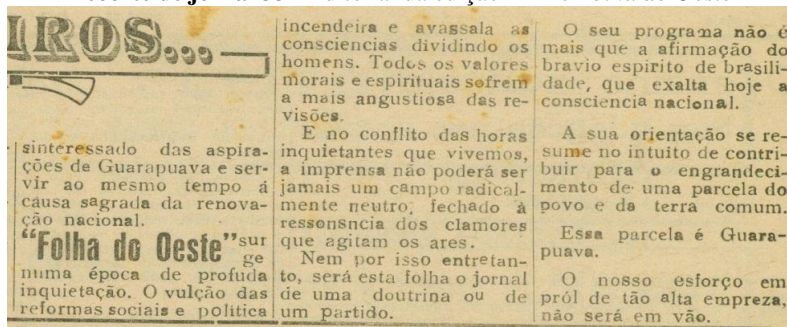 IROS...
sinteressado das aspira-
ções de Guarapuava e ser-
vir ao mesmo tempo á
causa sagrada da renova-
ção nacional.
“Folha do Oeste” sur
ge
numa época de profuda
inquietação. O vulção das
reformas sociais e politica
incendeira e avassala as
consciencias dividindo os
homens. Todos os valores
morais e espirituais sofrem
a mais angustiosa das re-
visões.
E no conflito das horas
inquietantes que vivemos,
a imprensa não poderá ser
jamais um campo radical-
mente neutro, fechado à
ressonsncia dos clamores
que agitam os ares.
Nem por isso entretan-
to, será esta folha o jornal
de uma doutrina ou de
um partido.
O seu programa não é
mais que a afirmação do
bravio espirito de brasili-
dade, que exalta hoje a
consciencia nacional.
A sua orientação se re-
sume no intuito de contri-
buir para o engrandeci-
mento de uma parcela do
povo e da terra comum.
Essa parcela é Guara-
puava.
O nosso esforço em
pról de tão alta empreza,
não será em vão.